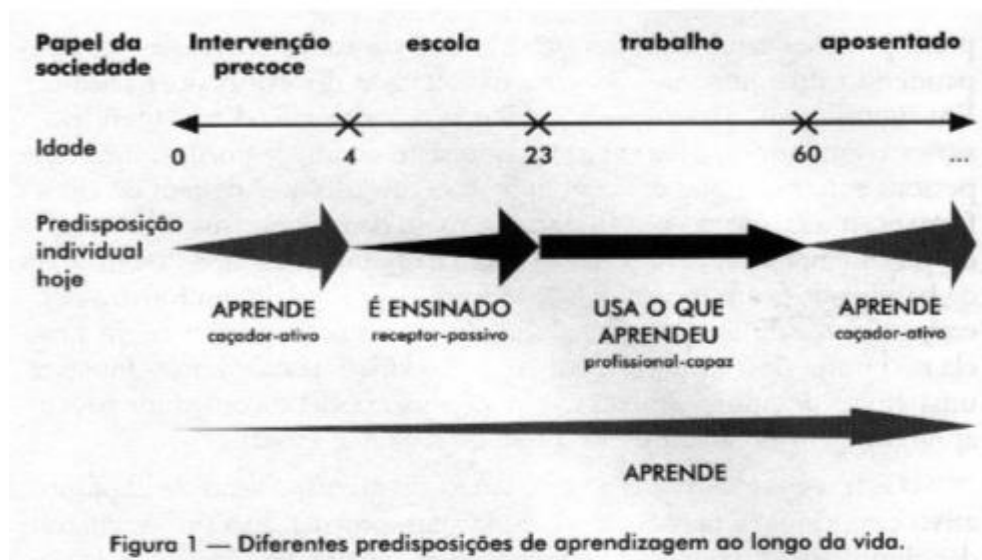 Papel da sociedade
Intervenção precoce
escola
trabalho
aposentado
Idade
0 4 23 60 ...
Predisposição individual hoje
APRENDE
caçador-ativo
É ENSINADO
receptor-passivo
USA O QUE APRENDEU
profissional-capaz
APRENDE
caçador-ativo
APRENDE
Figura 1 — Diferentes predisposições de aprendizagem ao longo da vida.